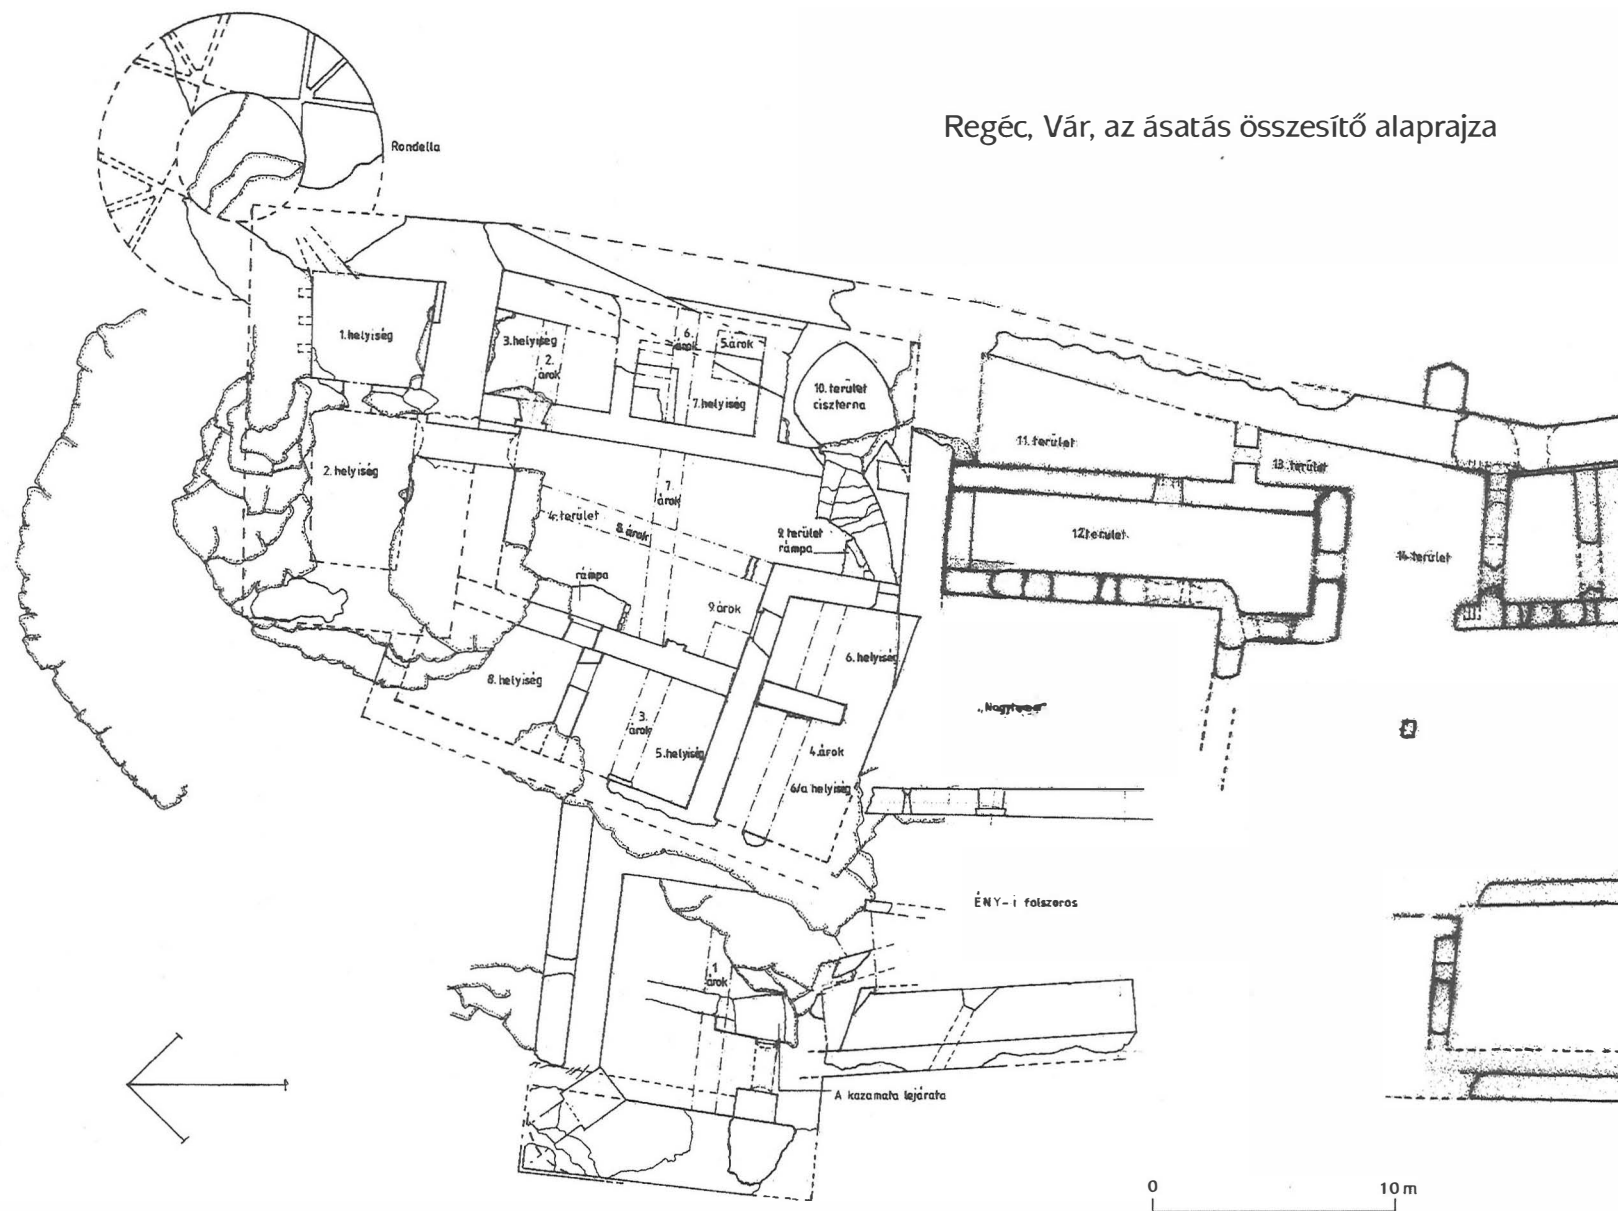 Regéc, Vár, az ásatás összesítő alaprajza
Rondella
1. helyiség
3. helyiség
2.
árok
6.
árok
5.árok
7. helyiség
10. terület
ciszterna
11. terület
13. terület
2. helyiség
7.
árok
4. terület
8. árok
9. terület
rámpa
12.terület
14. terület
rámpa
9. árok
6. helyiség
8. helyiség
3.
árok
5. helyiség
4. árok
6/a helyiség
1.
árok
ÉNY-i falszoros
A kazamata lejárata
0
10 m